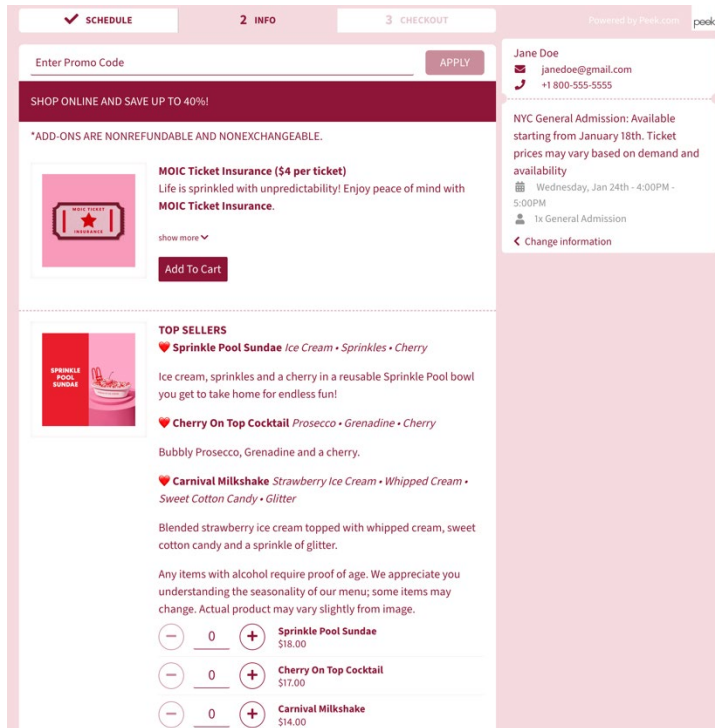 SCHEDULE
2 INFO
3 CHECKOUT
Powered by Peek.com
peek
Enter Promo Code
APPLY
SHOP ONLINE AND SAVE UP TO 40%!
*ADD-ONS ARE NONREFUNDABLE AND NONEXCHANGEABLE.
MOIC TICKET
INSURANCE
MOIC Ticket Insurance ($4 per ticket)
Life is sprinkled with unpredictability! Enjoy peace of mind with
MOIC Ticket Insurance.
show more
Add To Cart
SPRINKLE
POOL
SUNDAE
TOP SELLERS
Sprinkle Pool Sundae Ice Cream • Sprinkles • Cherry
Ice cream, sprinkles and a cherry in a reusable Sprinkle Pool bowl
you get to take home for endless fun!
Cherry On Top Cocktail Prosecco • Grenadine • Cherry
Bubbly Prosecco, Grenadine and a cherry.
Carnival Milkshake Strawberry Ice Cream • Whipped Cream •
Sweet Cotton Candy • Glitter
Blended strawberry ice cream topped with whipped cream, sweet
cotton candy and a sprinkle of glitter.
Any items with alcohol require proof of age. We appreciate you
understanding the seasonality of our menu; some items may
change. Actual product may vary slightly from image.
0 Sprinkle Pool Sundae
$18.00
0 Cherry On Top Cocktail
$17.00
0 Carnival Milkshake
$14.00
Jane Doe
janedoe@gmail.com
+1 800-555-5555
NYC General Admission: Available
starting from January 18th. Ticket
prices may vary based on demand and
availability
Wednesday, Jan 24th - 4:00PM -
5:00PM
1x General Admission
Change information